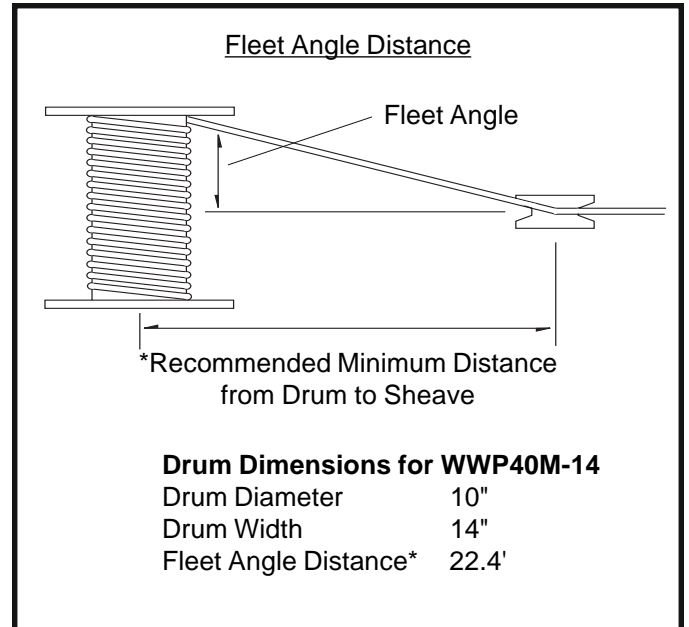 Fleet Angle Distance
Fleet Angle
*Recommended Minimum Distance
from Drum to Sheave
Drum Dimensions for WWP40M-14
Drum Diameter 10"
Drum Width 14"
Fleet Angle Distance* 22.4'